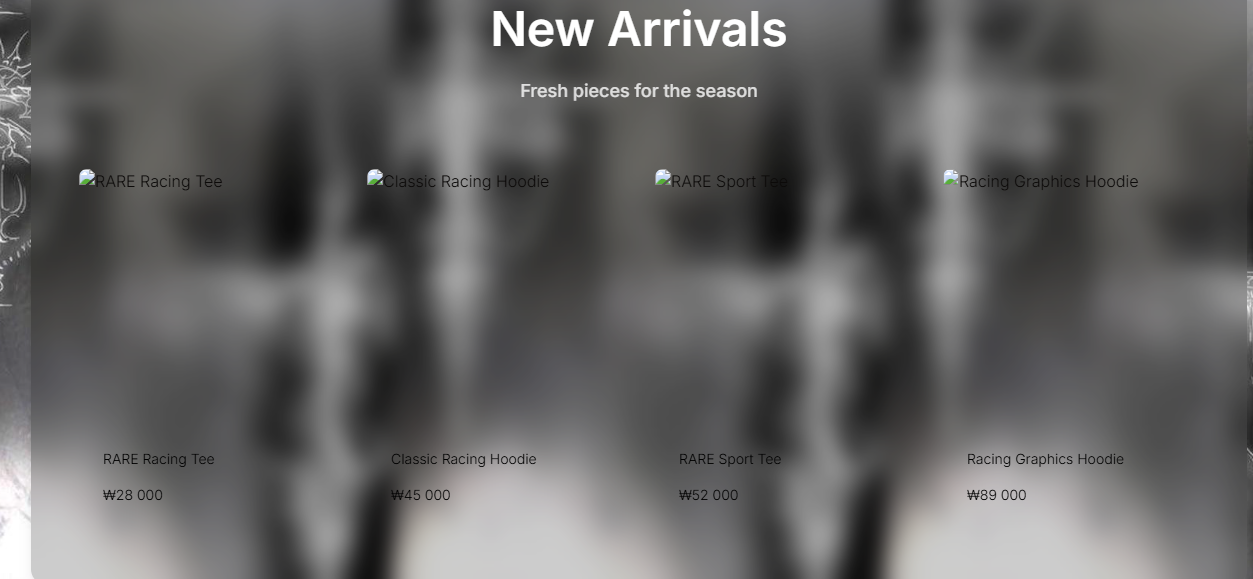 New Arrivals
Fresh pieces for the season
RARE Racing Tee
Classic Racing Hoodie
RARE Sport Tee
Racing Graphics Hoodie
RARE Racing Tee
Classic Racing Hoodie
RARE Sport Tee
Racing Graphics Hoodie
₩28 000
₩45 000
₩52 000
₩89 000